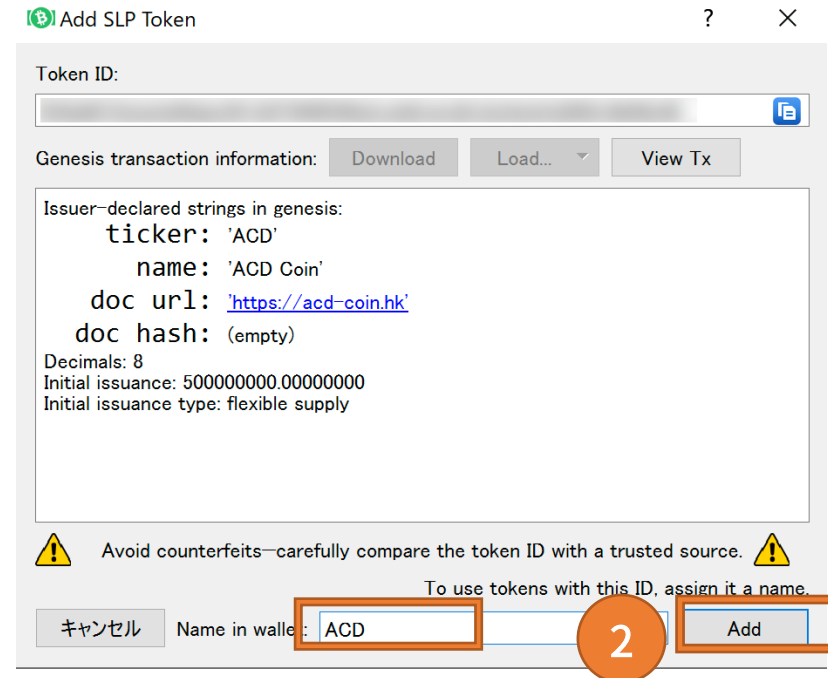 Add SLP Token
Token ID:
Genesis transaction information: Download Load... View Tx
Issuer-declared strings in genesis:
ticker: 'ACD'
name: 'ACD Coin'
doc url: 'https://acd-coin.hk'
doc hash: (empty)
Decimals: 8
Initial issuance: 500000000.00000000
Initial issuance type: flexible supply
Avoid counterfeits—carefully compare the token ID with a trusted source.
To use tokens with this ID, assign it a name.
キャンセル Name in wallet: ACD 2 Add